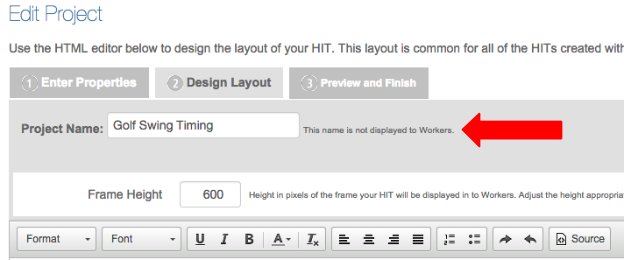 Edit Project
Use the HTML editor below to design the layout of your HIT. This layout is common for all of the HITs created with
1 Enter Properties 2 Design Layout 3 Preview and Finish
Project Name: Golf Swing Timing This name is not displayed to Workers.
Frame Height 600 Height in pixels of the frame your HIT will be displayed in to Workers. Adjust the height appropria
Format Font U I B A Ix Source